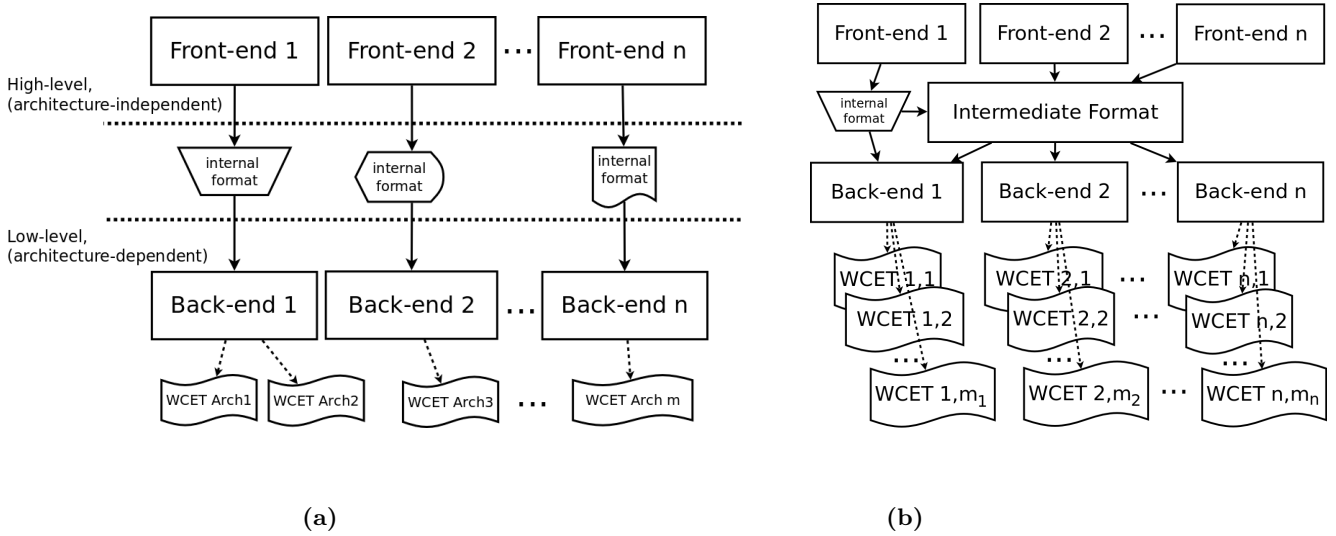 Front-end 1
Front-end 2
...
Front-end n
High-level,
(architecture-independent)
internal
format
internal
format
internal
format
Low-level,
(architecture-dependent)
Back-end 1
Back-end 2
...
Back-end n
WCET Arch1
WCET Arch2
WCET Arch3
...
WCET Arch m
(a)
Front-end 1
Front-end 2
...
Front-end n
internal
format
Intermediate Format
Back-end 1
Back-end 2
...
Back-end n
WCET 1,1
WCET 2,1
...
WCET n,1
WCET 1,2
WCET 2,2
...
WCET n,2
...
...
...
WCET 1,m1
WCET 2,m2
...
WCET n,mn
(b)